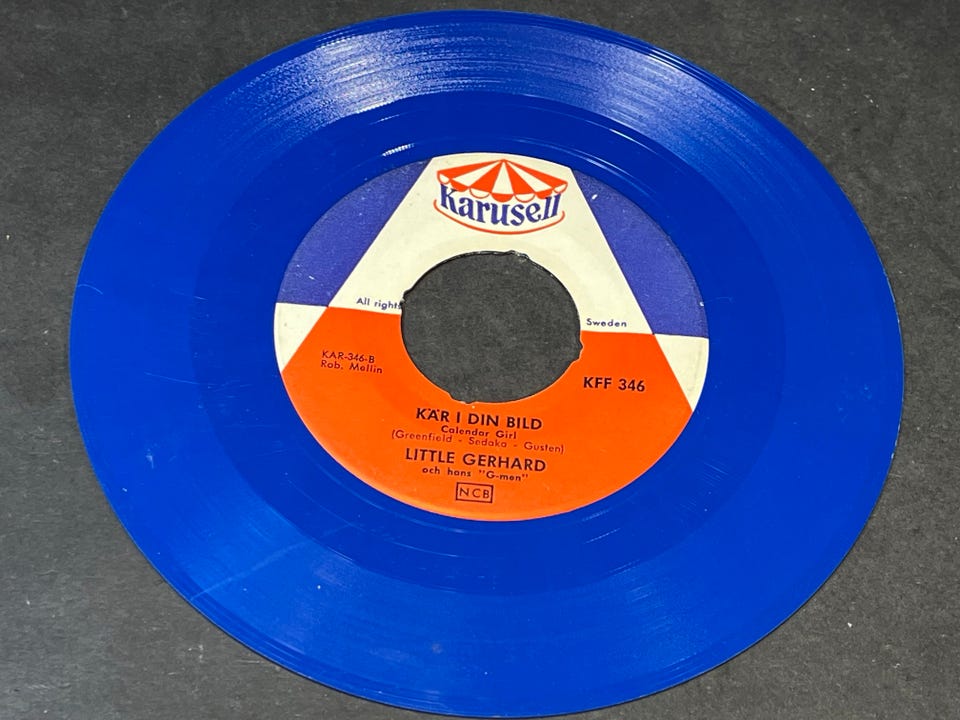 Karusell
All rights
Sweden
KAR-346-B
Rob. Mellin
KFF 346
KÄR I DIN BILD
Calendar Girl
(Greenfield - Sedaka - Gusten)
LITTLE GERHARD
och hans "G-men"
NCB